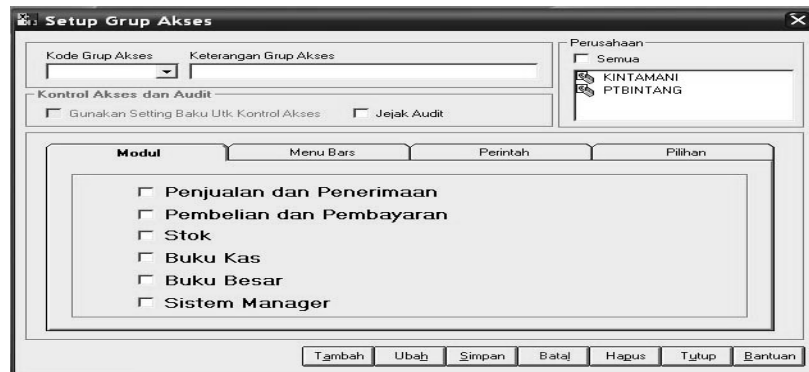 Setup Grup Akses
Kode Grup Akses Keterangan Grup Akses
Perusahaan
Semua
KINTAMANI
PTBINTANG
Kontrol Akses dan Audit
Gunakan Setting Baku Utk Kontrol Akses Jejak Audit
Modul Menu Bars Perintah Pilihan
Penjualan dan Penerimaan
Pembelian dan Pembayaran
Stok
Buku Kas
Buku Besar
Sistem Manager
Tambah Ubah Simpan Batal Hapus Tutup Bantuan